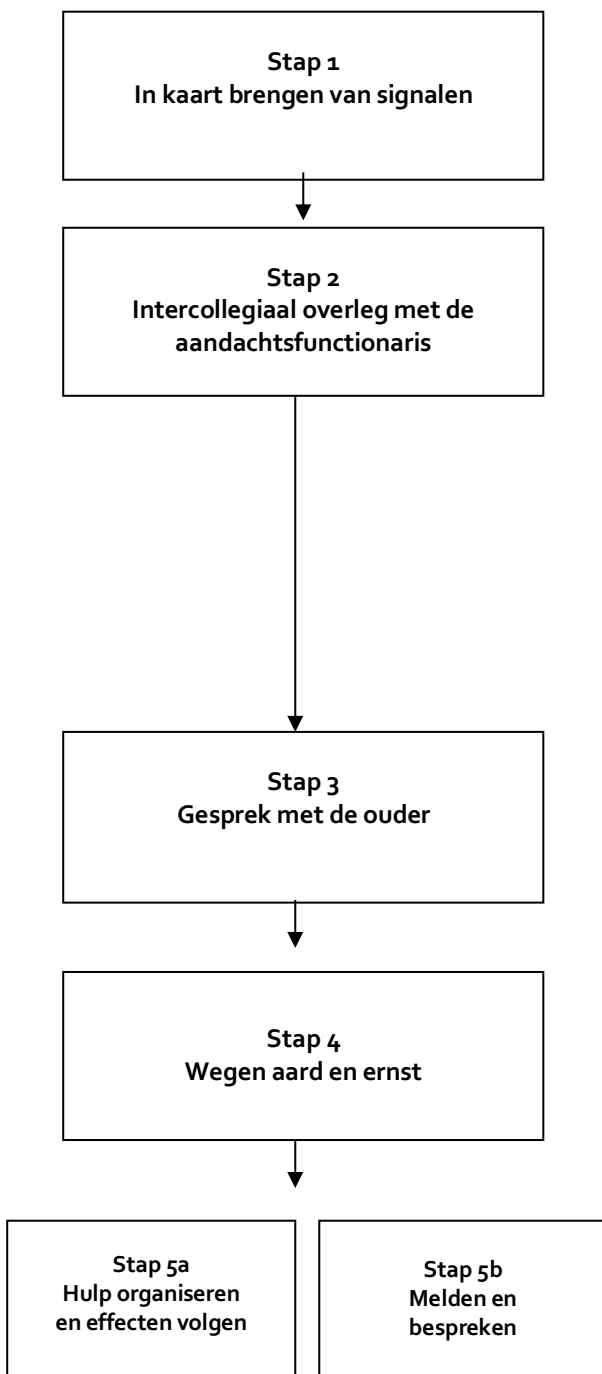 Stap 1
In kaart brengen van signalen
Stap 2
Intercollegiaal overleg met de
aandachtsfunctionaris
Stap 3
Gesprek met de ouder
Stap 4
Wegen aard en ernst
Stap 5a
Hulp organiseren
en effecten volgen
Stap 5b
Melden en
bespreken